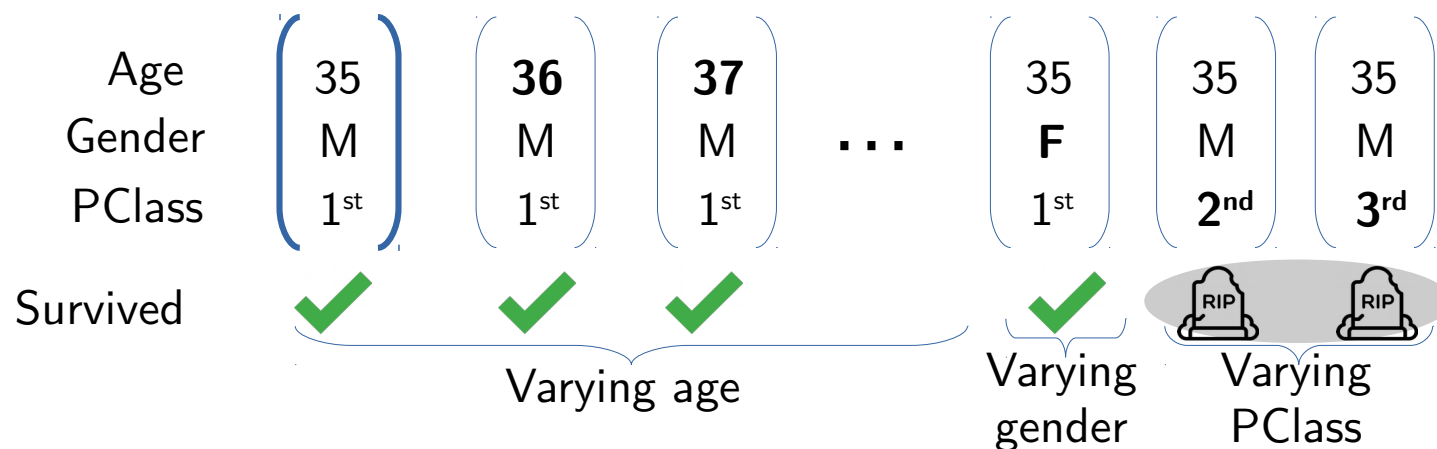 Age 35 36 37 35 35 35
Gender M M M ... F M M
PClass 1st 1st 1st 1st 2nd 3rd
Survived RIP RIP
Varying age Varying gender Varying PClass